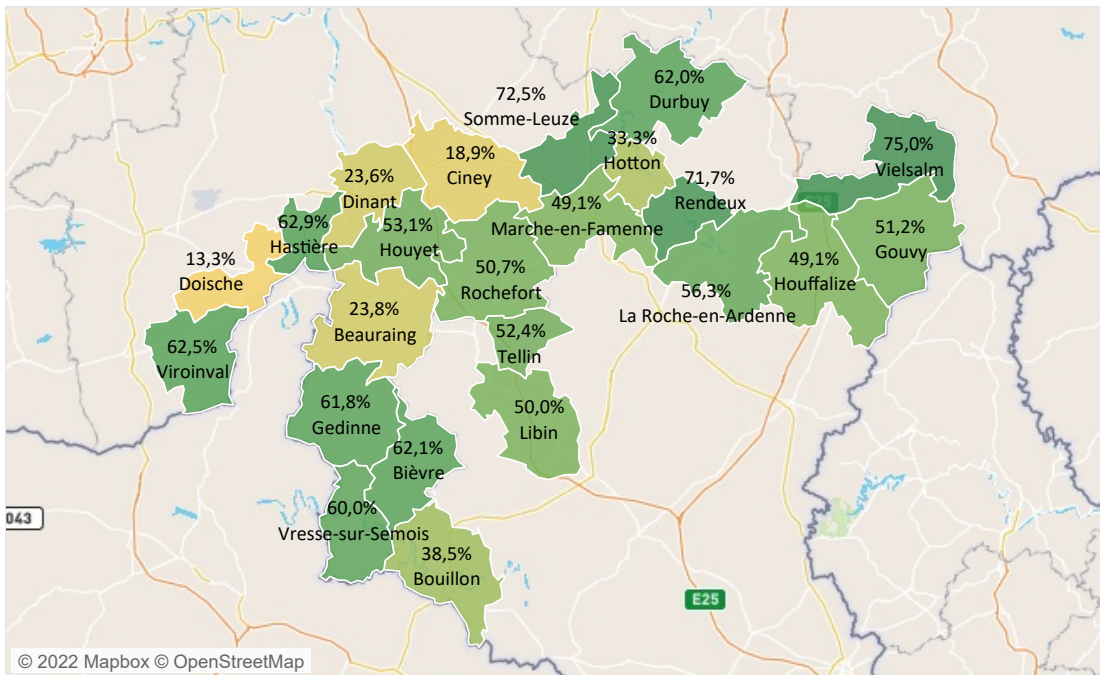 62,0%
Durbuy
72,5%
Somme-Leuze
33,3%
Hotton
75,0%
Vielsalm
18,9%
Ciney
23,6%
Dinant
71,7%
Rendeux
E25
49,1%
Marche-en-Famenne
62,9%
Hastière
53,1%
Houyet
51,2%
Gouvy
13,3%
Doische
50,7%
Rochefort
49,1%
Houffalize
56,3%
La Roche-en-Ardenne
23,8%
Beauraing
52,4%
Tellin
62,5%
Viroinval
61,8%
Gedinne
50,0%
Libin
62,1%
Bièvre
043
60,0%
Vresse-sur-Semois
38,5%
Bouillon
E25
© 2022 Mapbox © OpenStreetMap